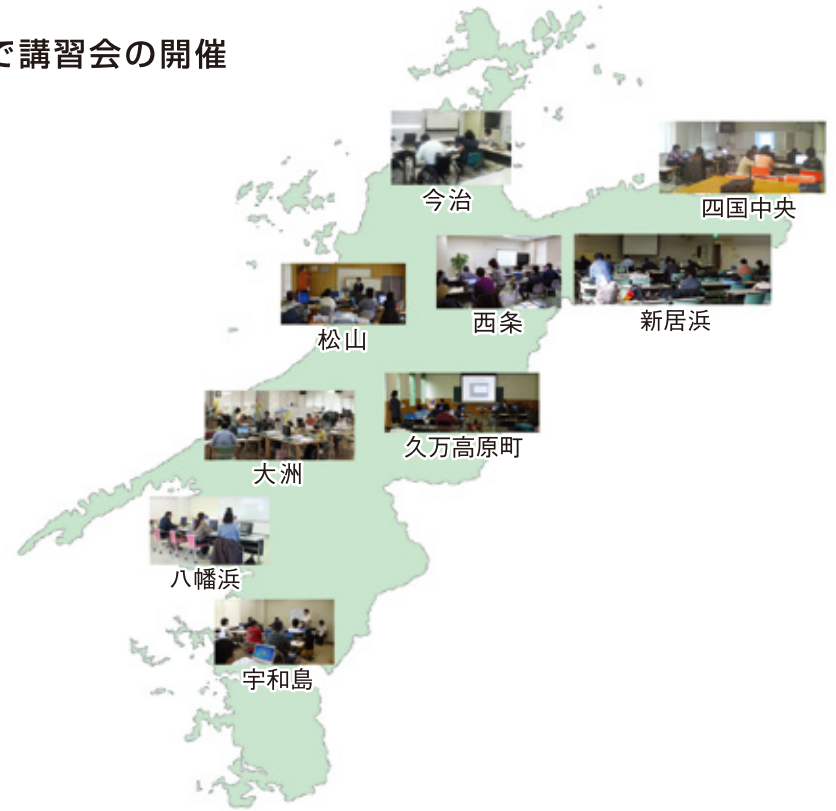 で講習会の開催
今治
四国中央
松山
西条
新居浜
久万高原町
大洲
八幡浜
宇和島